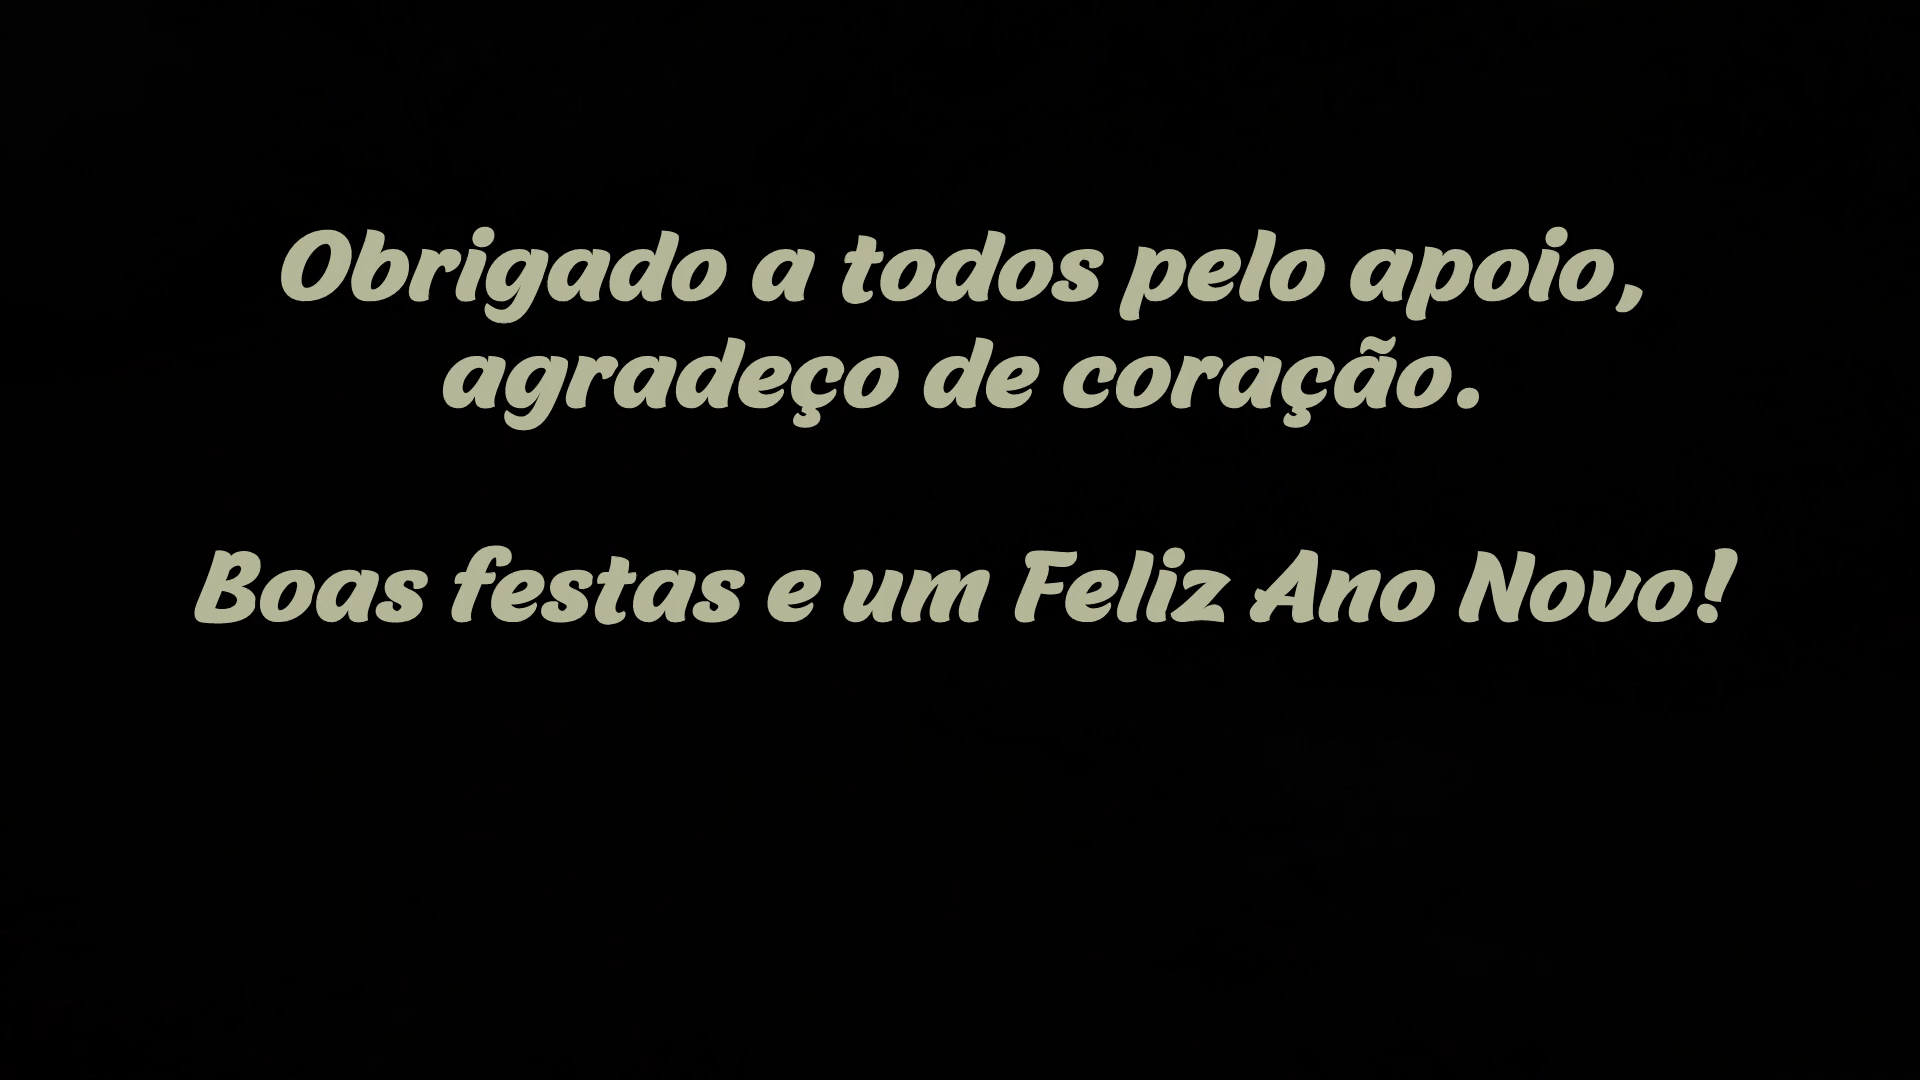 Obrigado a todos pelo apoio,
agradeço de coração.
Boas festas e um Feliz Ano Novo!